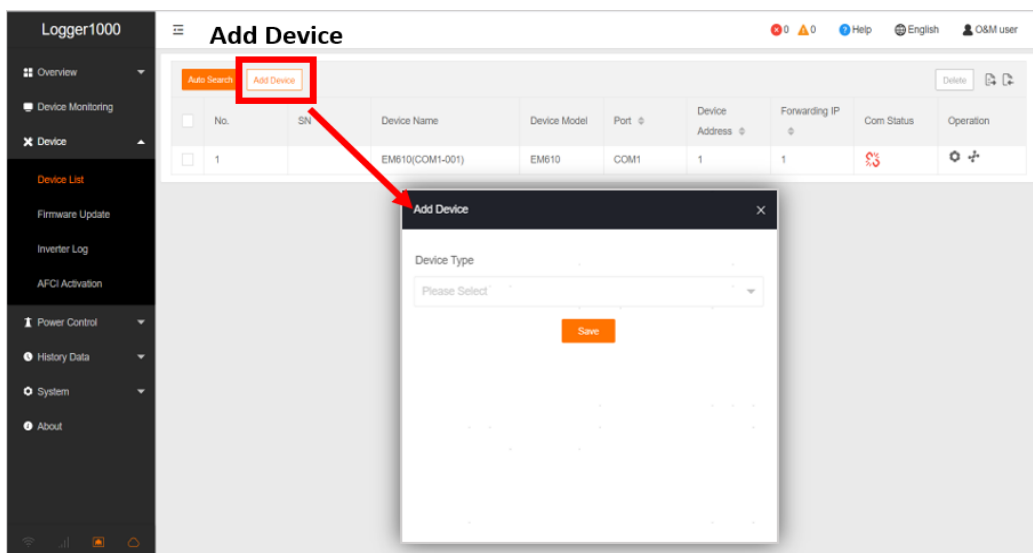 Logger1000
Add Device
0 0 Help English O&M user
Overview
Device Monitoring
Device
Device List
Firmware Update
Inverter Log
AFCI Activation
Power Control
History Data
System
About
Auto Search Add Device Delete
No. SN Device Name Device Model Port Device Address Forwarding IP Com Status Operation
1 EM610(COM1-001) EM610 COM1 1 1
Add Device
Device Type
Please Select
Save